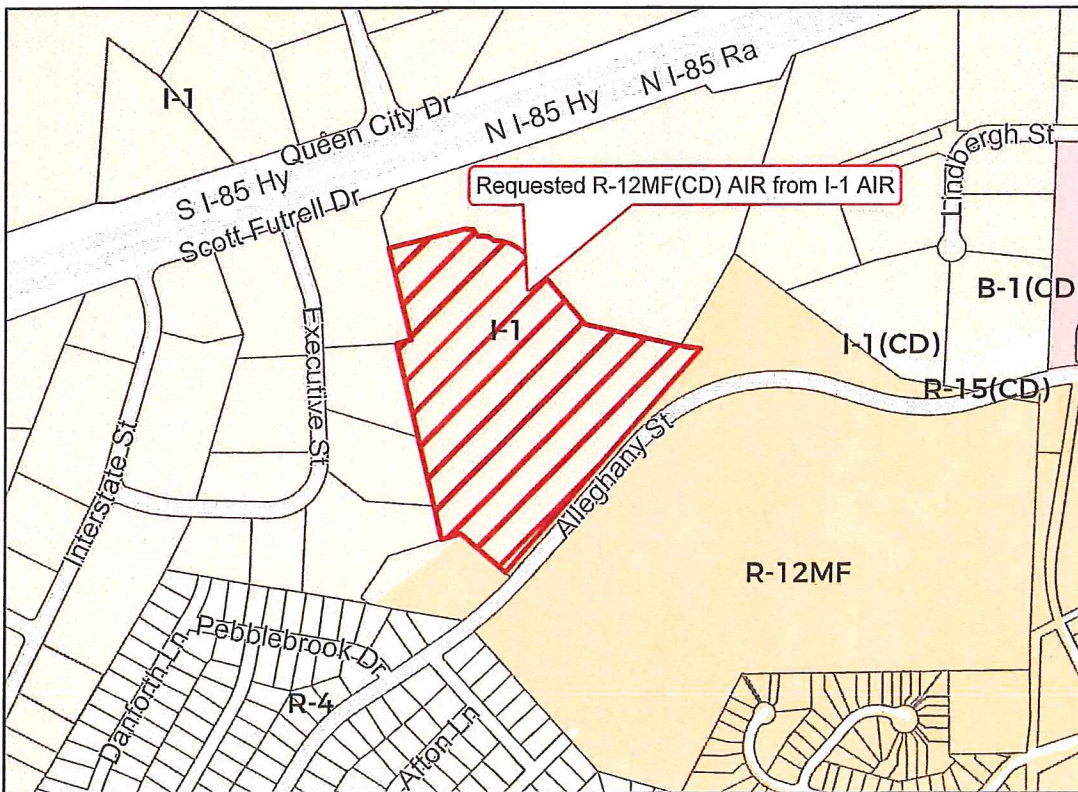 I-1
Queen City Dr
N I-85 Ra
N I-85 Hy
S I-85 Hy
Scott Futrell Dr
Lindbergh St
Requested R-12MF(CD) AIR from I-1 AIR
B-1(CD
I-1
I-1(CD)
Executive St
R-15(CD)
Alleghany St
Interstate St
R-12MF
Pebblebrook Dr
Danforth Ln
R-4
Afton Ln